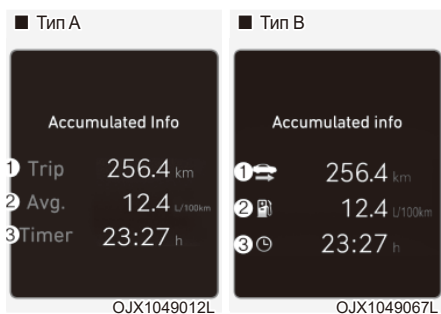 ■ Тип A
Accumulated Info
1 Trip 256.4 km
2 Avg. 12.4 L/100km
3 Timer 23:27 h
OJX1049012L
■ Тип B
Accumulated info
1 256.4 km
2 12.4 L/100km
3 23:27 h
OJX1049067L